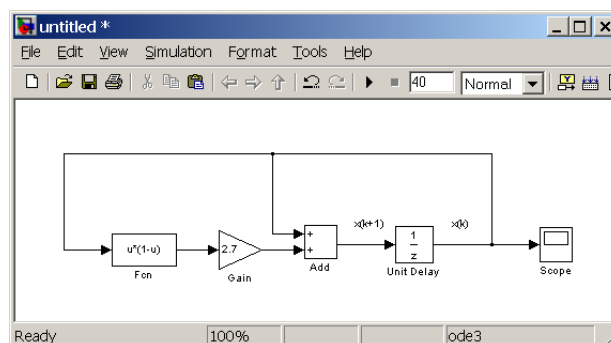 untitled *
File Edit View Simulation Format Tools Help
40 Normal
x(k+1) x(k)
u*(1-u) 2.7 + + 1 z
Fcn Gain Add Unit Delay Scope
Ready 100% ode3